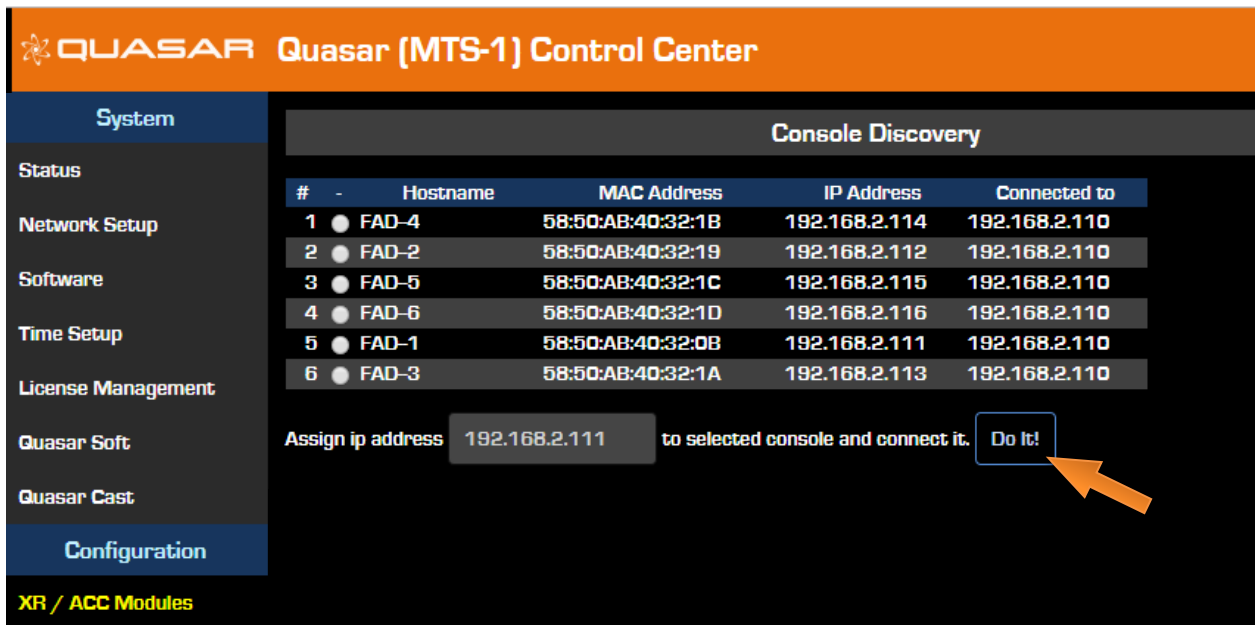 QUASAR Quasar (MTS-1) Control Center
System
Status
Network Setup
Software
Time Setup
License Management
Quasar Soft
Quasar Cast
Configuration
XR / ACC Modules
Console Discovery
# - Hostname MAC Address IP Address Connected to
1 FAD-4 58:50:AB:40:32:1B 192.168.2.114 192.168.2.110
2 FAD-2 58:50:AB:40:32:19 192.168.2.112 192.168.2.110
3 FAD-5 58:50:AB:40:32:1C 192.168.2.115 192.168.2.110
4 FAD-6 58:50:AB:40:32:1D 192.168.2.116 192.168.2.110
5 FAD-1 58:50:AB:40:32:0B 192.168.2.111 192.168.2.110
6 FAD-3 58:50:AB:40:32:1A 192.168.2.113 192.168.2.110
Assign ip address 192.168.2.111 to selected console and connect it. Do It!